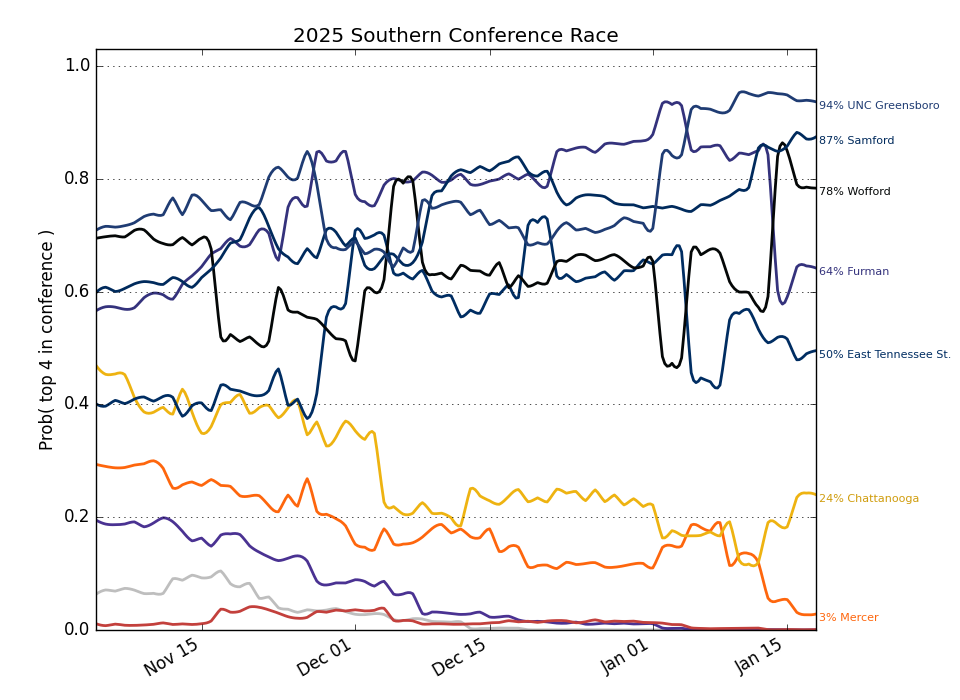 2025 Southern Conference Race
Prob( top 4 in conference )
1.0
0.8
0.6
0.4
0.2
0.0
Nov 15
Dec 01
Dec 15
Jan 01
Jan 15
94% UNC Greensboro
87% Samford
78% Wofford
64% Furman
50% East Tennessee St.
24% Chattanooga
3% Mercer